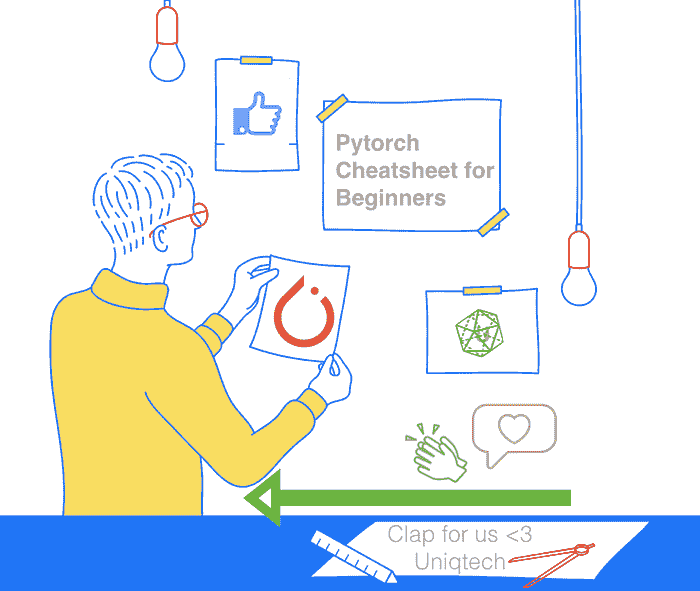 Pytorch
Cheatsheet for
Beginners
Clap for us <3
Uniqtech